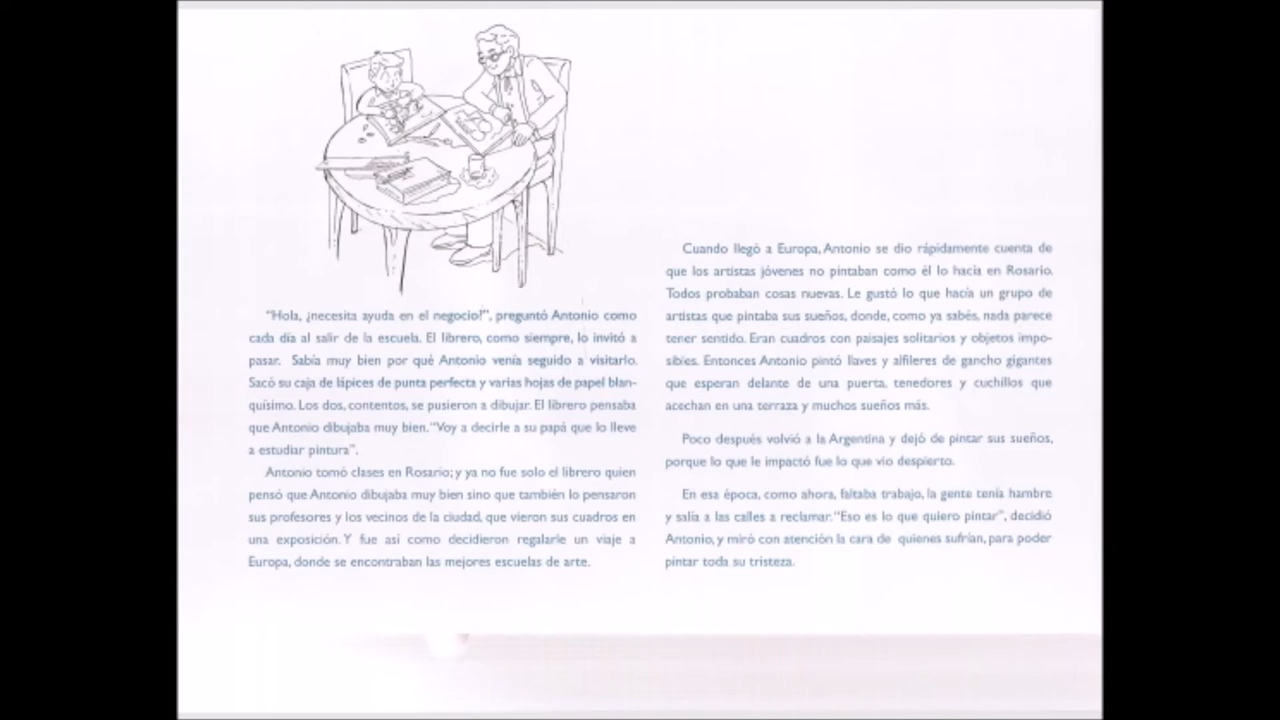 “Hola, ¿necesita ayuda en el negocio!”, preguntó Antonio como
cada día al salir de la escuela. El librero, como siempre, lo invitó a
pasar. Sabía muy bien por qué Antonio venía seguido a visitarlo.
Sacó su caja de lápices de punta perfecta y varias hojas de papel blan-
quísimo. Los dos, contentos, se pusieron a dibujar. El librero pensaba
que Antonio dibujaba muy bien. “Voy a decirle a su papá que lo lleve
a estudiar pintura”.
Antonio tomó clases en Rosario; y ya no fue solo el librero quien
pensó que Antonio dibujaba muy bien sino que también lo pensaron
sus profesores y los vecinos de la ciudad, que vieron sus cuadros en
una exposición. Y fue así como decidieron regalarle un viaje a
Europa, donde se encontraban las mejores escuelas de arte.
Cuando llegó a Europa, Antonio se dio rápidamente cuenta de
que los artistas jóvenes no pintaban como él lo hacía en Rosario.
Todos probaban cosas nuevas. Le gustó lo que hacía un grupo de
artistas que pintaba sus sueños, donde, como ya sabés, nada parece
tener sentido. Eran cuadros con paisajes solitarios y objetos impo-
sibles. Entonces Antonio pintó llaves y alfileres de gancho gigantes
que esperan delante de una puerta, tenedores y cuchillos que
acechan en una terraza y muchos sueños más.
Poco después volvió a la Argentina y dejó de pintar sus sueños,
porque lo que le impactó fue lo que vio despierto.
En esa época, como ahora, faltaba trabajo, la gente tenía hambre
y salía a las calles a reclamar. “Eso es lo que quiero pintar”, decidió
Antonio, y miró con atención la cara de quienes sufrían, para poder
pintar toda su tristeza.